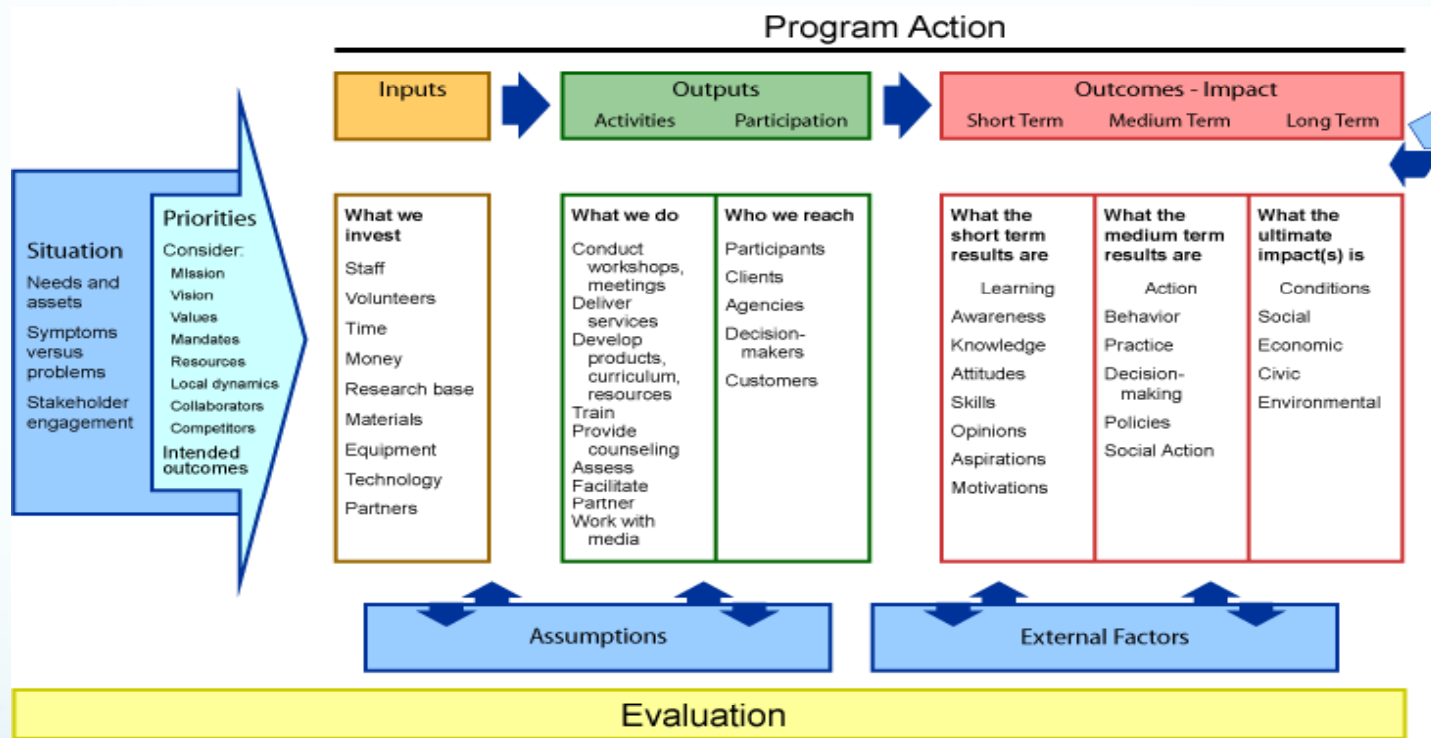 Program Action
Inputs
Outputs
Activities
Participation
Outcomes - Impact
Short Term
Medium Term
Long Term
Situation
Needs and
assets
Symptoms
versus
problems
Stakeholder
engagement
Priorities
Consider:
MIssion
Vision
Values
Mandates
Resources
Local dynamics
Collaborators
Competitors
Intended
outcomes
What we
invest
Staff
Volunteers
Time
Money
Research base
Materials
Equipment
Technology
Partners
What we do
Conduct
workshops,
meetings
Deliver
services
Develop
products,
curriculum,
resources
Train
Provide
counseling
Assess
Facilitate
Partner
Work with
media
Who we reach
Participants
Clients
Agencies
Decision-
makers
Customers
What the
short term
results are
Learning
Awareness
Knowledge
Attitudes
Skills
Opinions
Aspirations
Motivations
What the
medium term
results are
Action
Behavior
Practice
Decision-
making
Policies
Social Action
What the
ultimate
impact(s) is
Conditions
Social
Economic
Civic
Environmental
Assumptions
External Factors
Evaluation